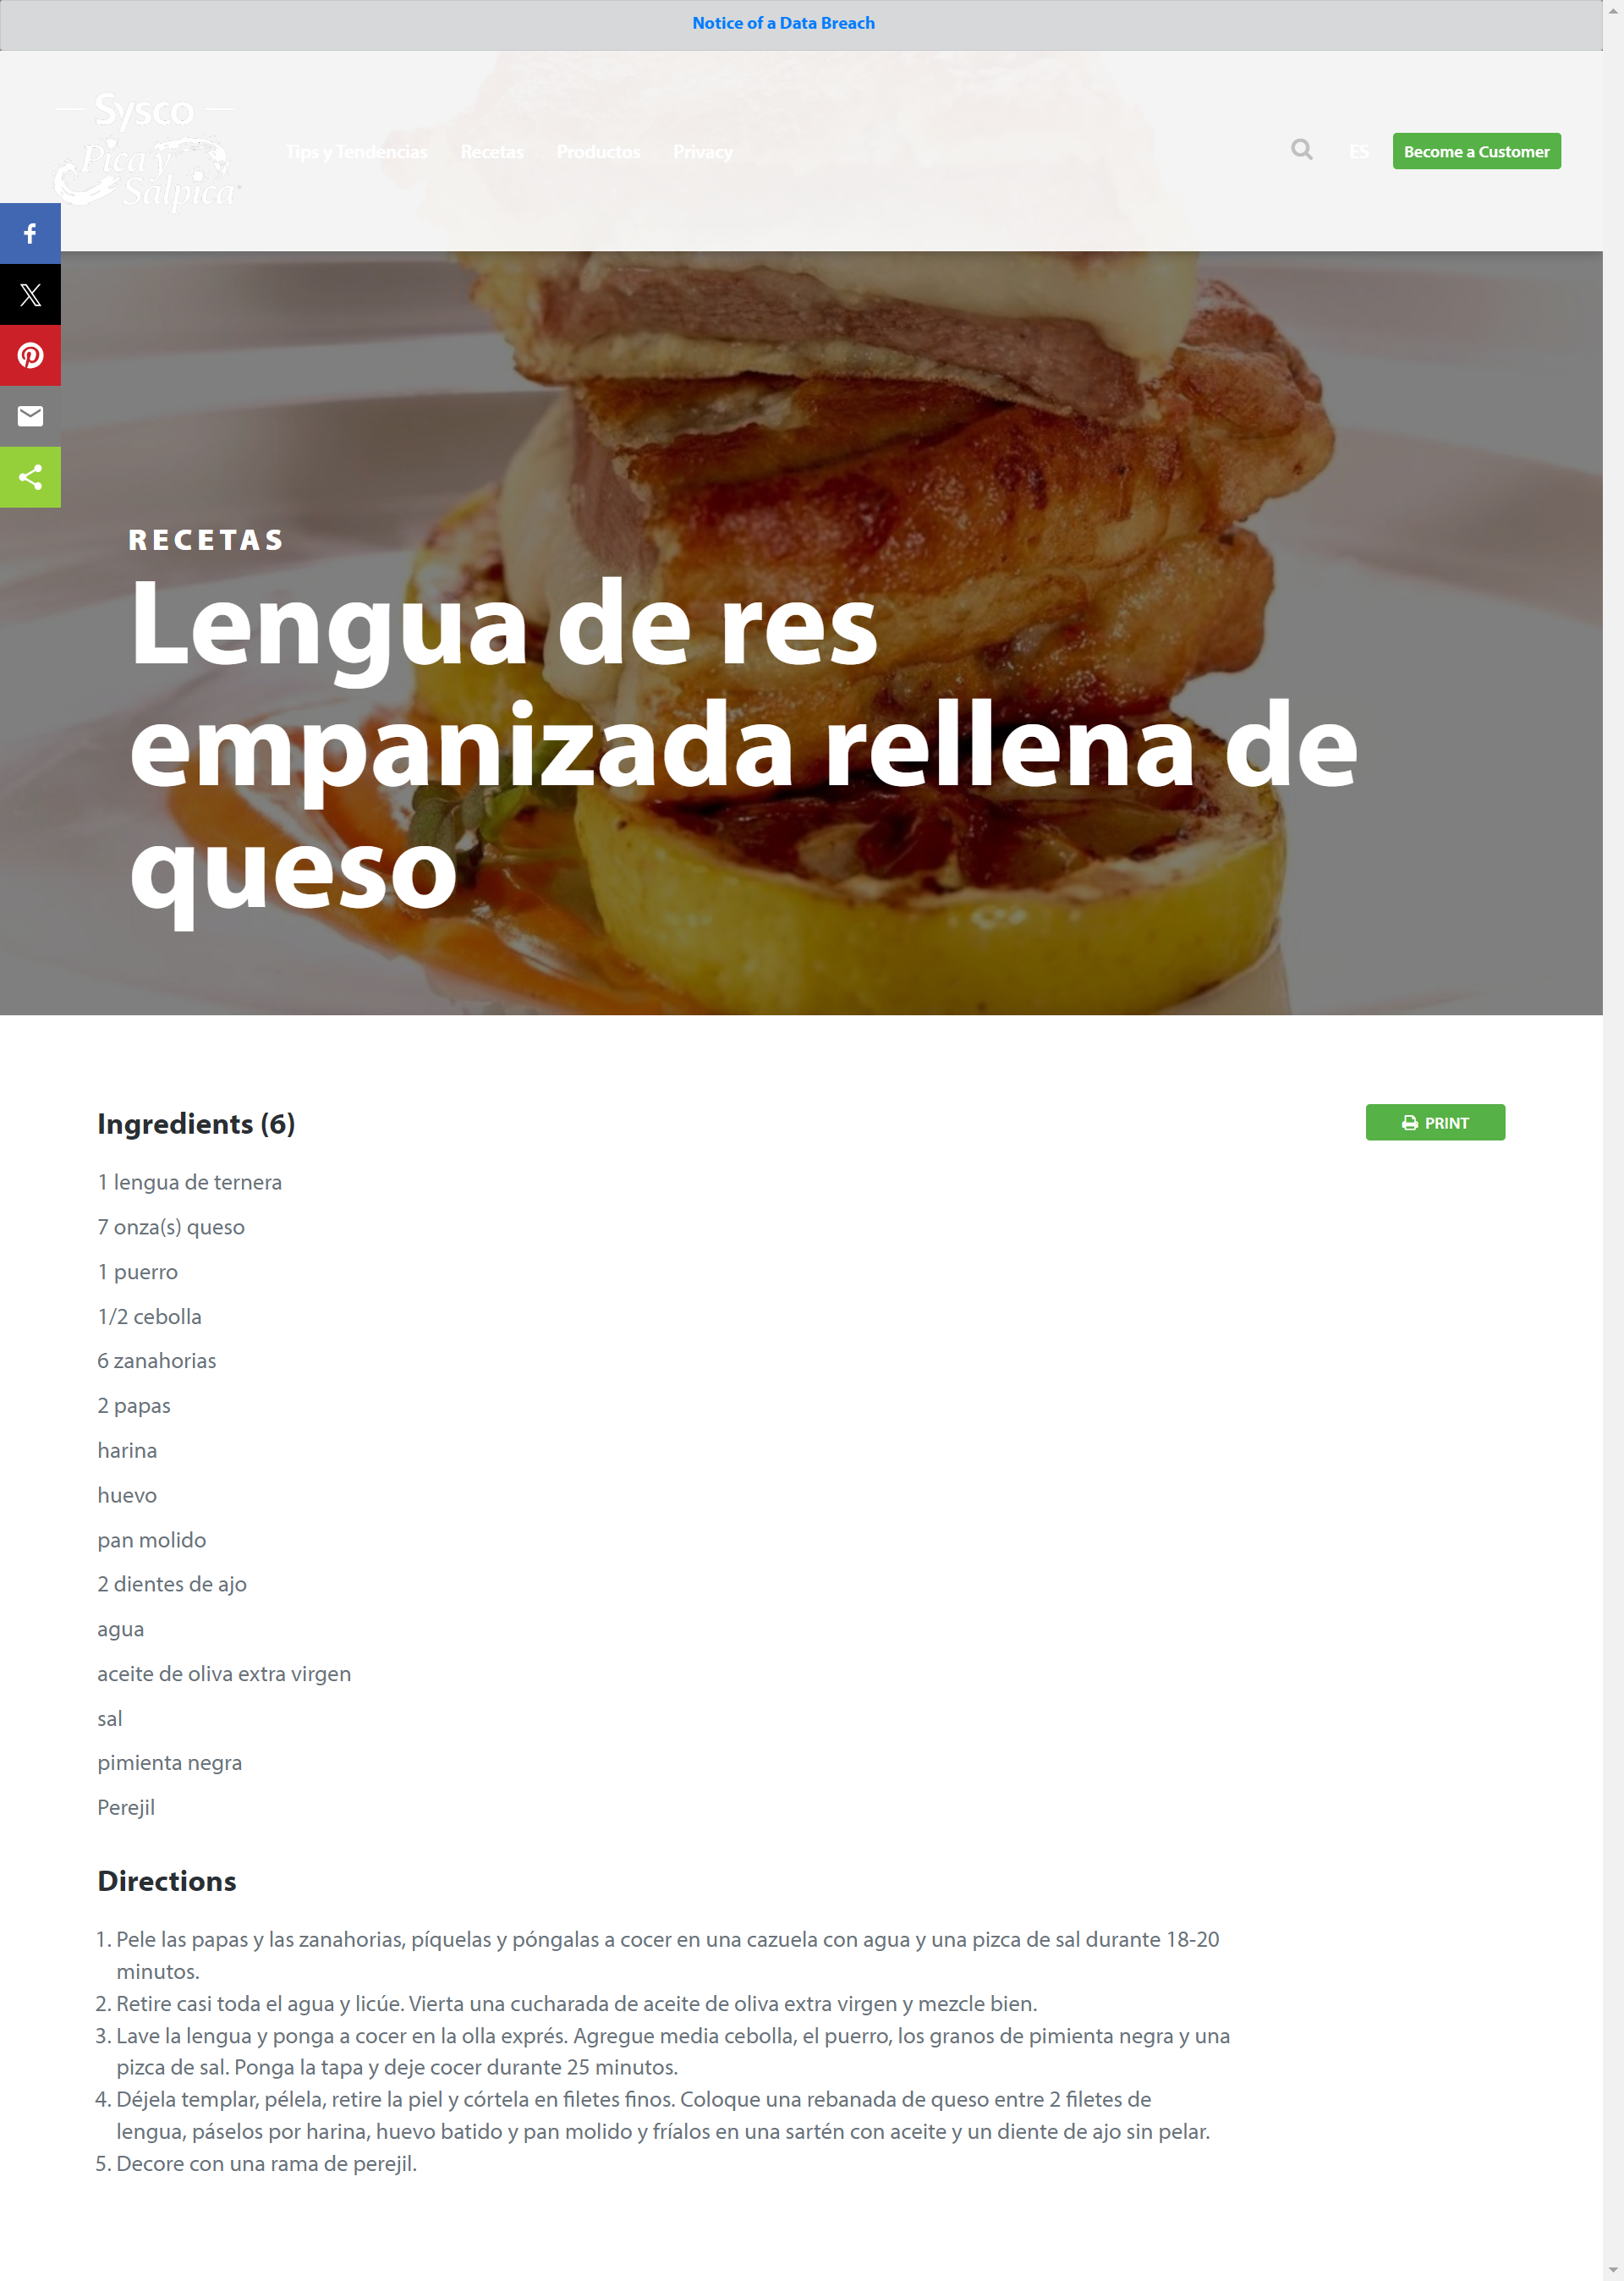 Notice of a Data Breach
Sysco
Pica y
Salpica
Tips y Tendencias Recetas Productos Privacy
ES
Become a Customer
RECETAS
Lengua de res
empanizada rellena de
queso
Ingredients (6)
PRINT
1 lengua de ternera
7 onza(s) queso
1 puerro
1/2 cebolla
6 zanahorias
2 papas
harina
huevo
pan molido
2 dientes de ajo
agua
aceite de oliva extra virgen
sal
pimienta negra
Perejil
Directions
1. Pele las papas y las zanahorias, píquelas y póngalas a cocer en una cazuela con agua y una pizca de sal durante 18-20
minutos.
2. Retire casi toda el agua y licúe. Vierta una cucharada de aceite de oliva extra virgen y mezcle bien.
3. Lave la lengua y ponga a cocer en la olla exprés. Agregue media cebolla, el puerro, los granos de pimienta negra y una
pizca de sal. Ponga la tapa y deje cocer durante 25 minutos.
4. Déjela templar, pélela, retire la piel y córtela en filetes finos. Coloque una rebanada de queso entre 2 filetes de
lengua, páselos por harina, huevo batido y pan molido y fríalos en una sartén con aceite y un diente de ajo sin pelar.
5. Decore con una rama de perejil.